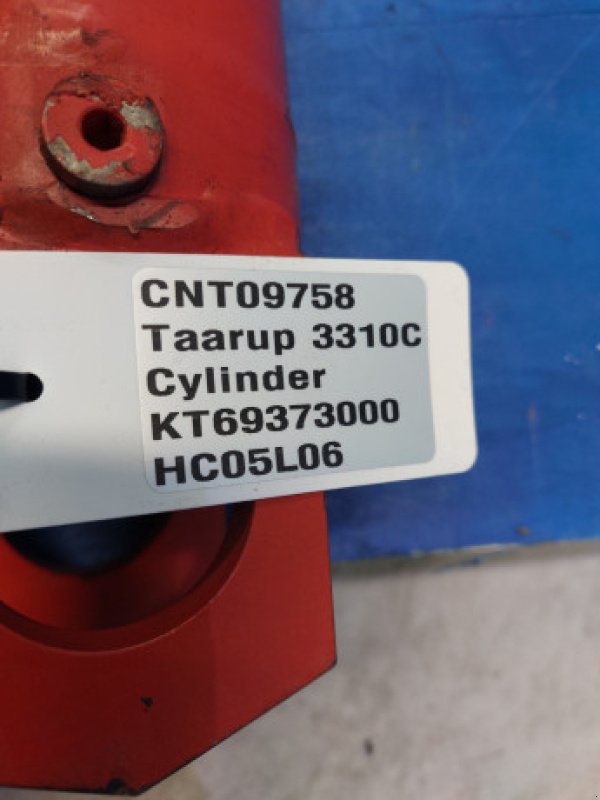 CNT09758
Taarup 3310C
Cylinder
KT69373000
HC05L06